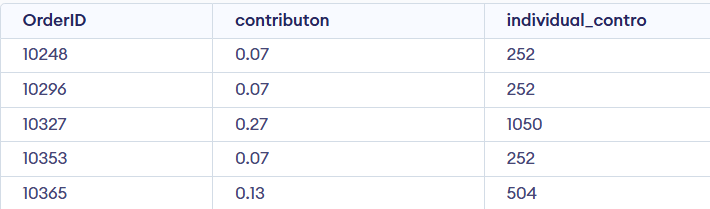 OrderID contributon individual_contro
10248 0.07 252
10296 0.07 252
10327 0.27 1050
10353 0.07 252
10365 0.13 504